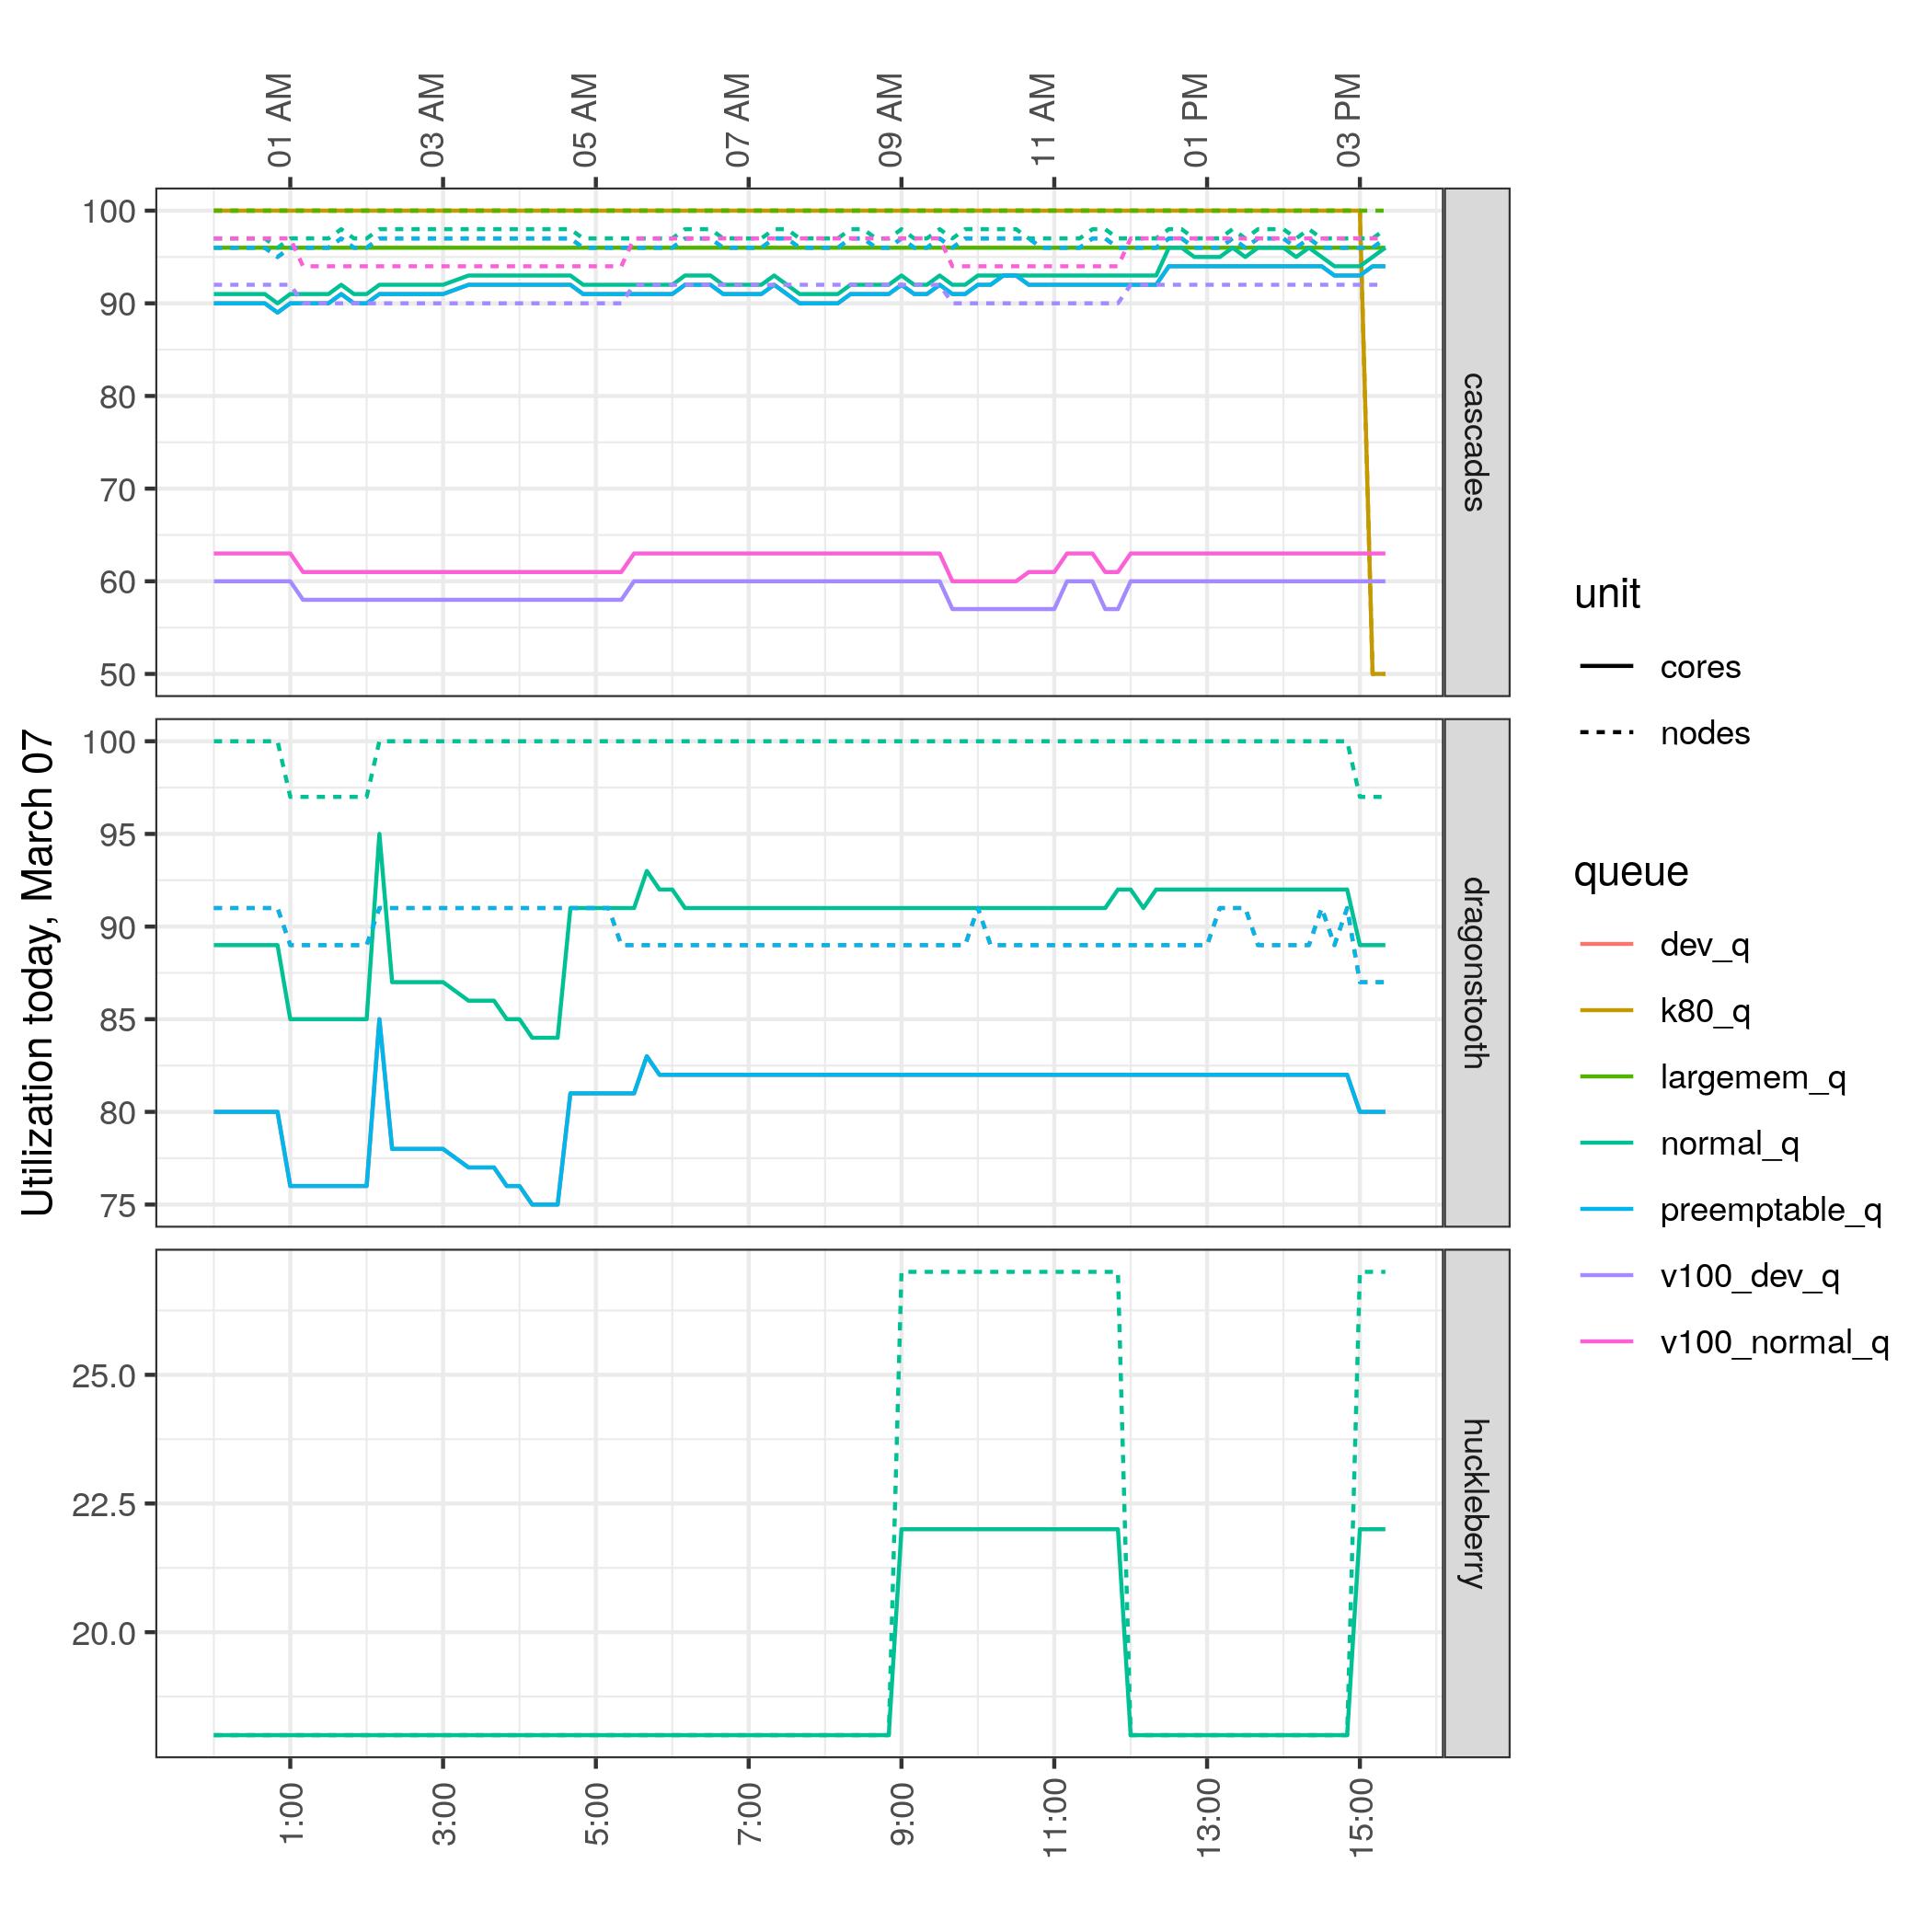 01 AM
03 AM
05 AM
07 AM
09 AM
11 AM
01 PM
03 PM
Utilization today, March 07
100
90
80
70
60
50
cascades
100
95
90
85
80
75
dragonstooth
25.0
22.5
20.0
huckleberry
1:00
3:00
5:00
7:00
9:00
11:00
13:00
15:00
unit
cores
nodes
queue
dev_q
k80_q
largemem_q
normal_q
preemptable_q
v100_dev_q
v100_normal_q